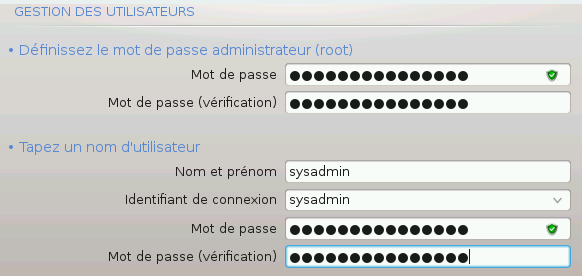 GESTION DES UTILISATEURS
• Définissez le mot de passe administrateur (root)
Mot de passe ●●●●●●●●●●●●●●●
Mot de passe (vérification) ●●●●●●●●●●●●●●●
• Tapez un nom d'utilisateur
Nom et prénom sysadmin
Identifiant de connexion sysadmin
Mot de passe ●●●●●●●●●●●●●●●
Mot de passe (vérification) ●●●●●●●●●●●●●●●